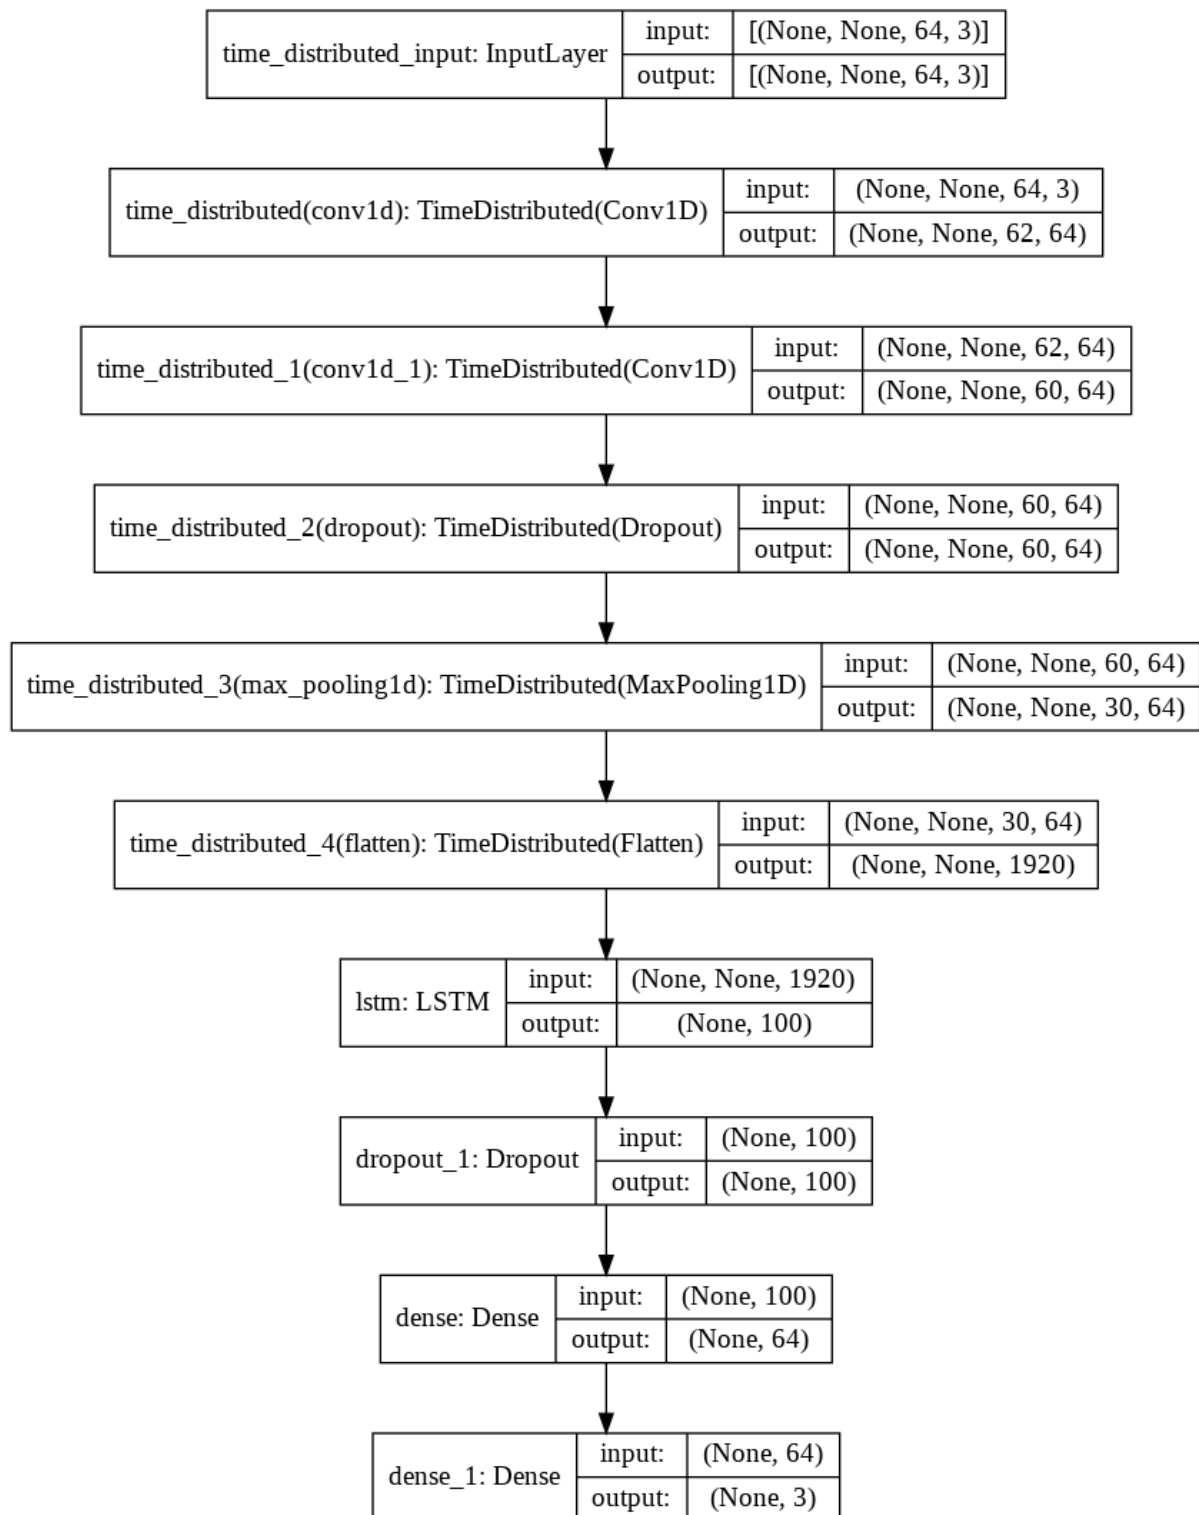 time_distributed_input: InputLayer
input: [(None, None, 64, 3)]
output: [(None, None, 64, 3)]
time_distributed(conv1d): TimeDistributed(Conv1D)
input: (None, None, 64, 3)
output: (None, None, 62, 64)
time_distributed_1(conv1d_1): TimeDistributed(Conv1D)
input: (None, None, 62, 64)
output: (None, None, 60, 64)
time_distributed_2(dropout): TimeDistributed(Dropout)
input: (None, None, 60, 64)
output: (None, None, 60, 64)
time_distributed_3(max_pooling1d): TimeDistributed(MaxPooling1D)
input: (None, None, 60, 64)
output: (None, None, 30, 64)
time_distributed_4(flatten): TimeDistributed(Flatten)
input: (None, None, 30, 64)
output: (None, None, 1920)
lstm: LSTM
input: (None, None, 1920)
output: (None, 100)
dropout_1: Dropout
input: (None, 100)
output: (None, 100)
dense: Dense
input: (None, 100)
output: (None, 64)
dense_1: Dense
input: (None, 64)
output: (None, 3)